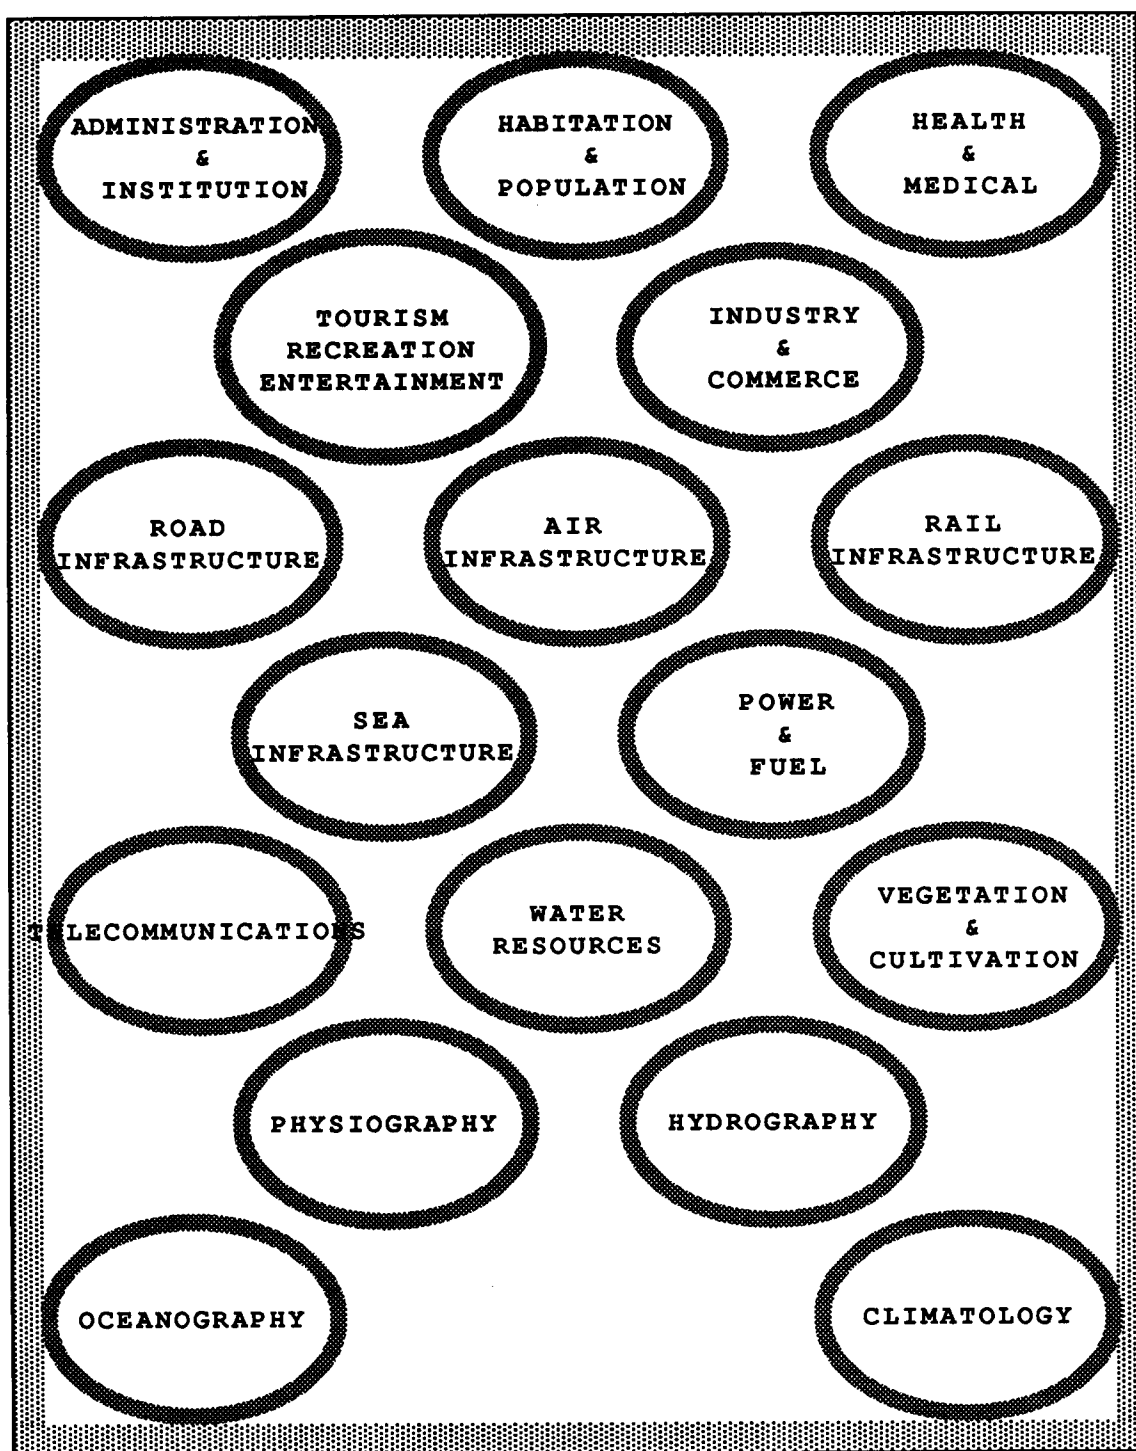 ADMINISTRATION
&
INSTITUTION
HABITATION
&
POPULATION
HEALTH
&
MEDICAL
TOURISM
RECREATION
ENTERTAINMENT
INDUSTRY
&
COMMERCE
ROAD
INFRASTRUCTURE
AIR
INFRASTRUCTURE
RAIL
INFRASTRUCTURE
SEA
INFRASTRUCTURE
POWER
&
FUEL
TELECOMMUNICATIONS
WATER
RESOURCES
VEGETATION
&
CULTIVATION
PHYSIOGRAPHY
HYDROGRAPHY
OCEANOGRAPHY
CLIMATOLOGY